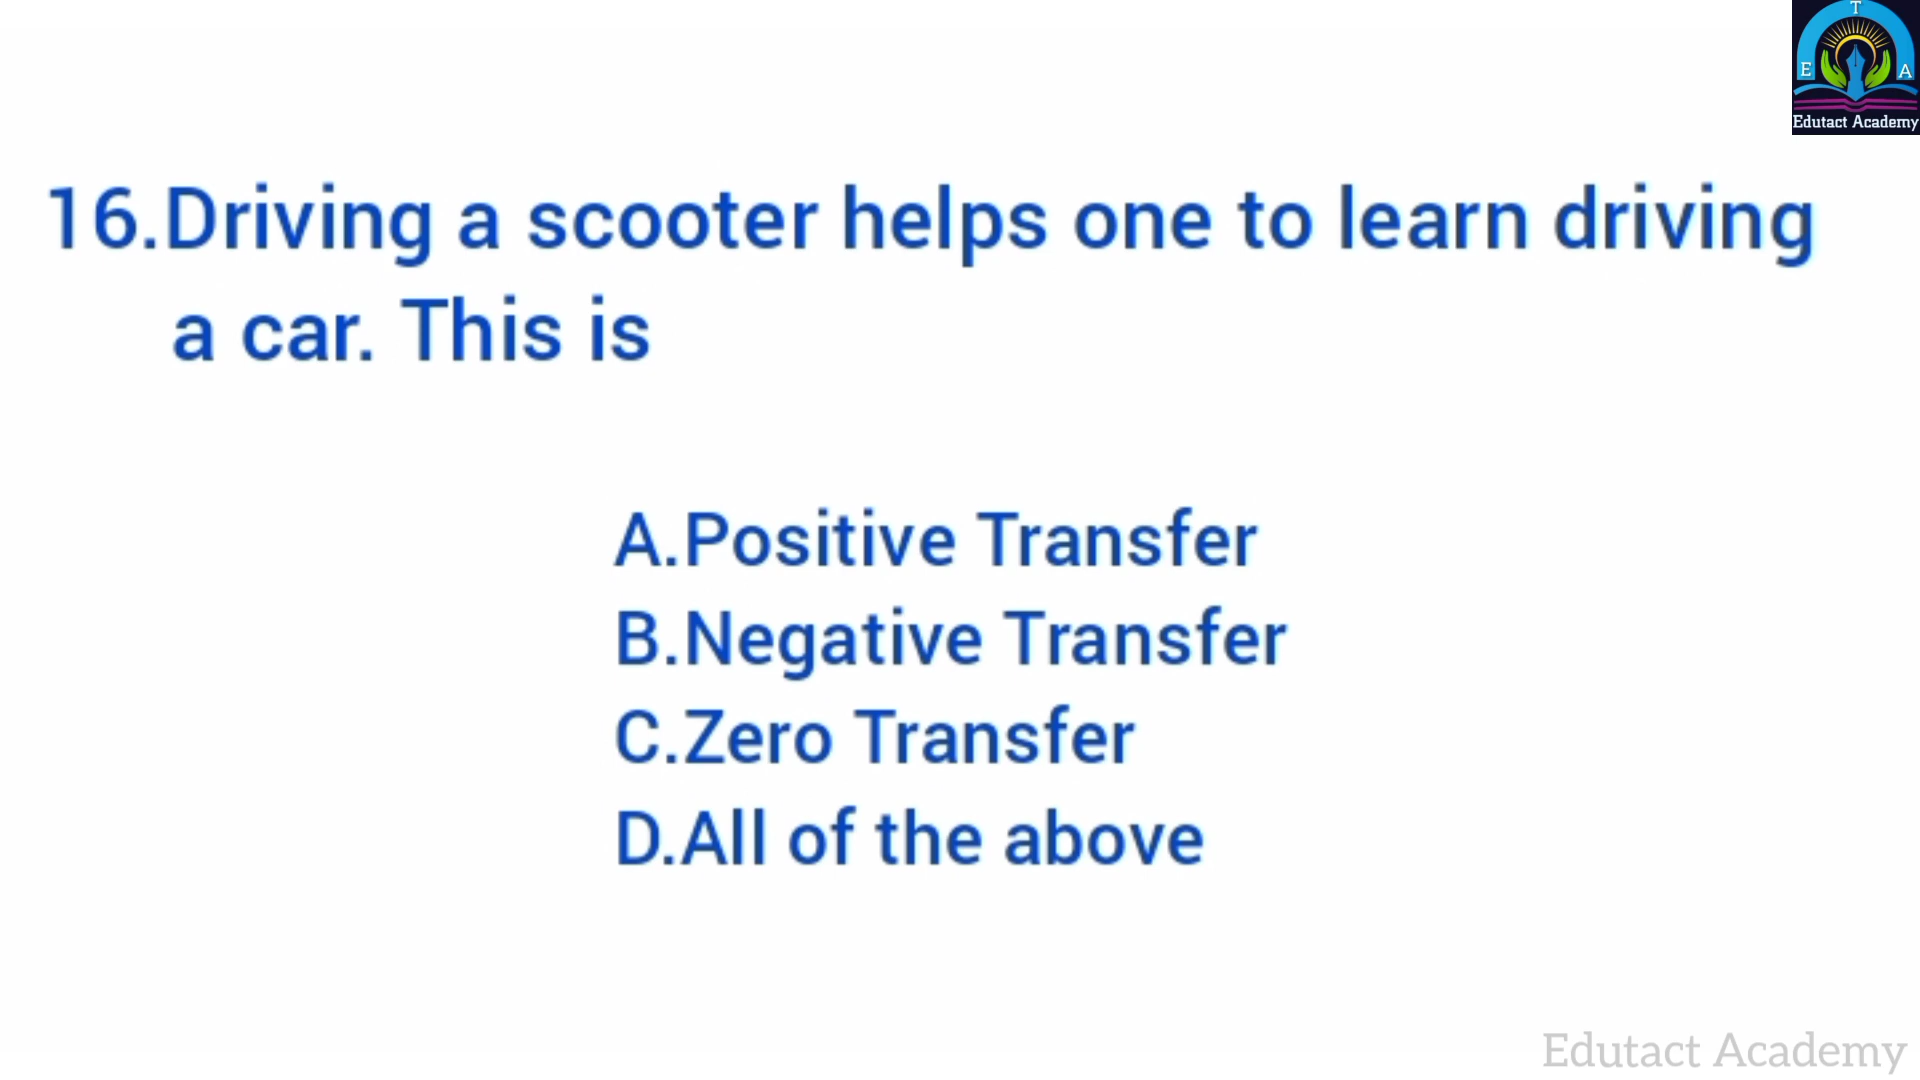 T
E A
Edutact Academy
16.Driving a scooter helps one to learn driving
a car. This is
A.Positive Transfer
B.Negative Transfer
C.Zero Transfer
D.All of the above
Edutact Academy